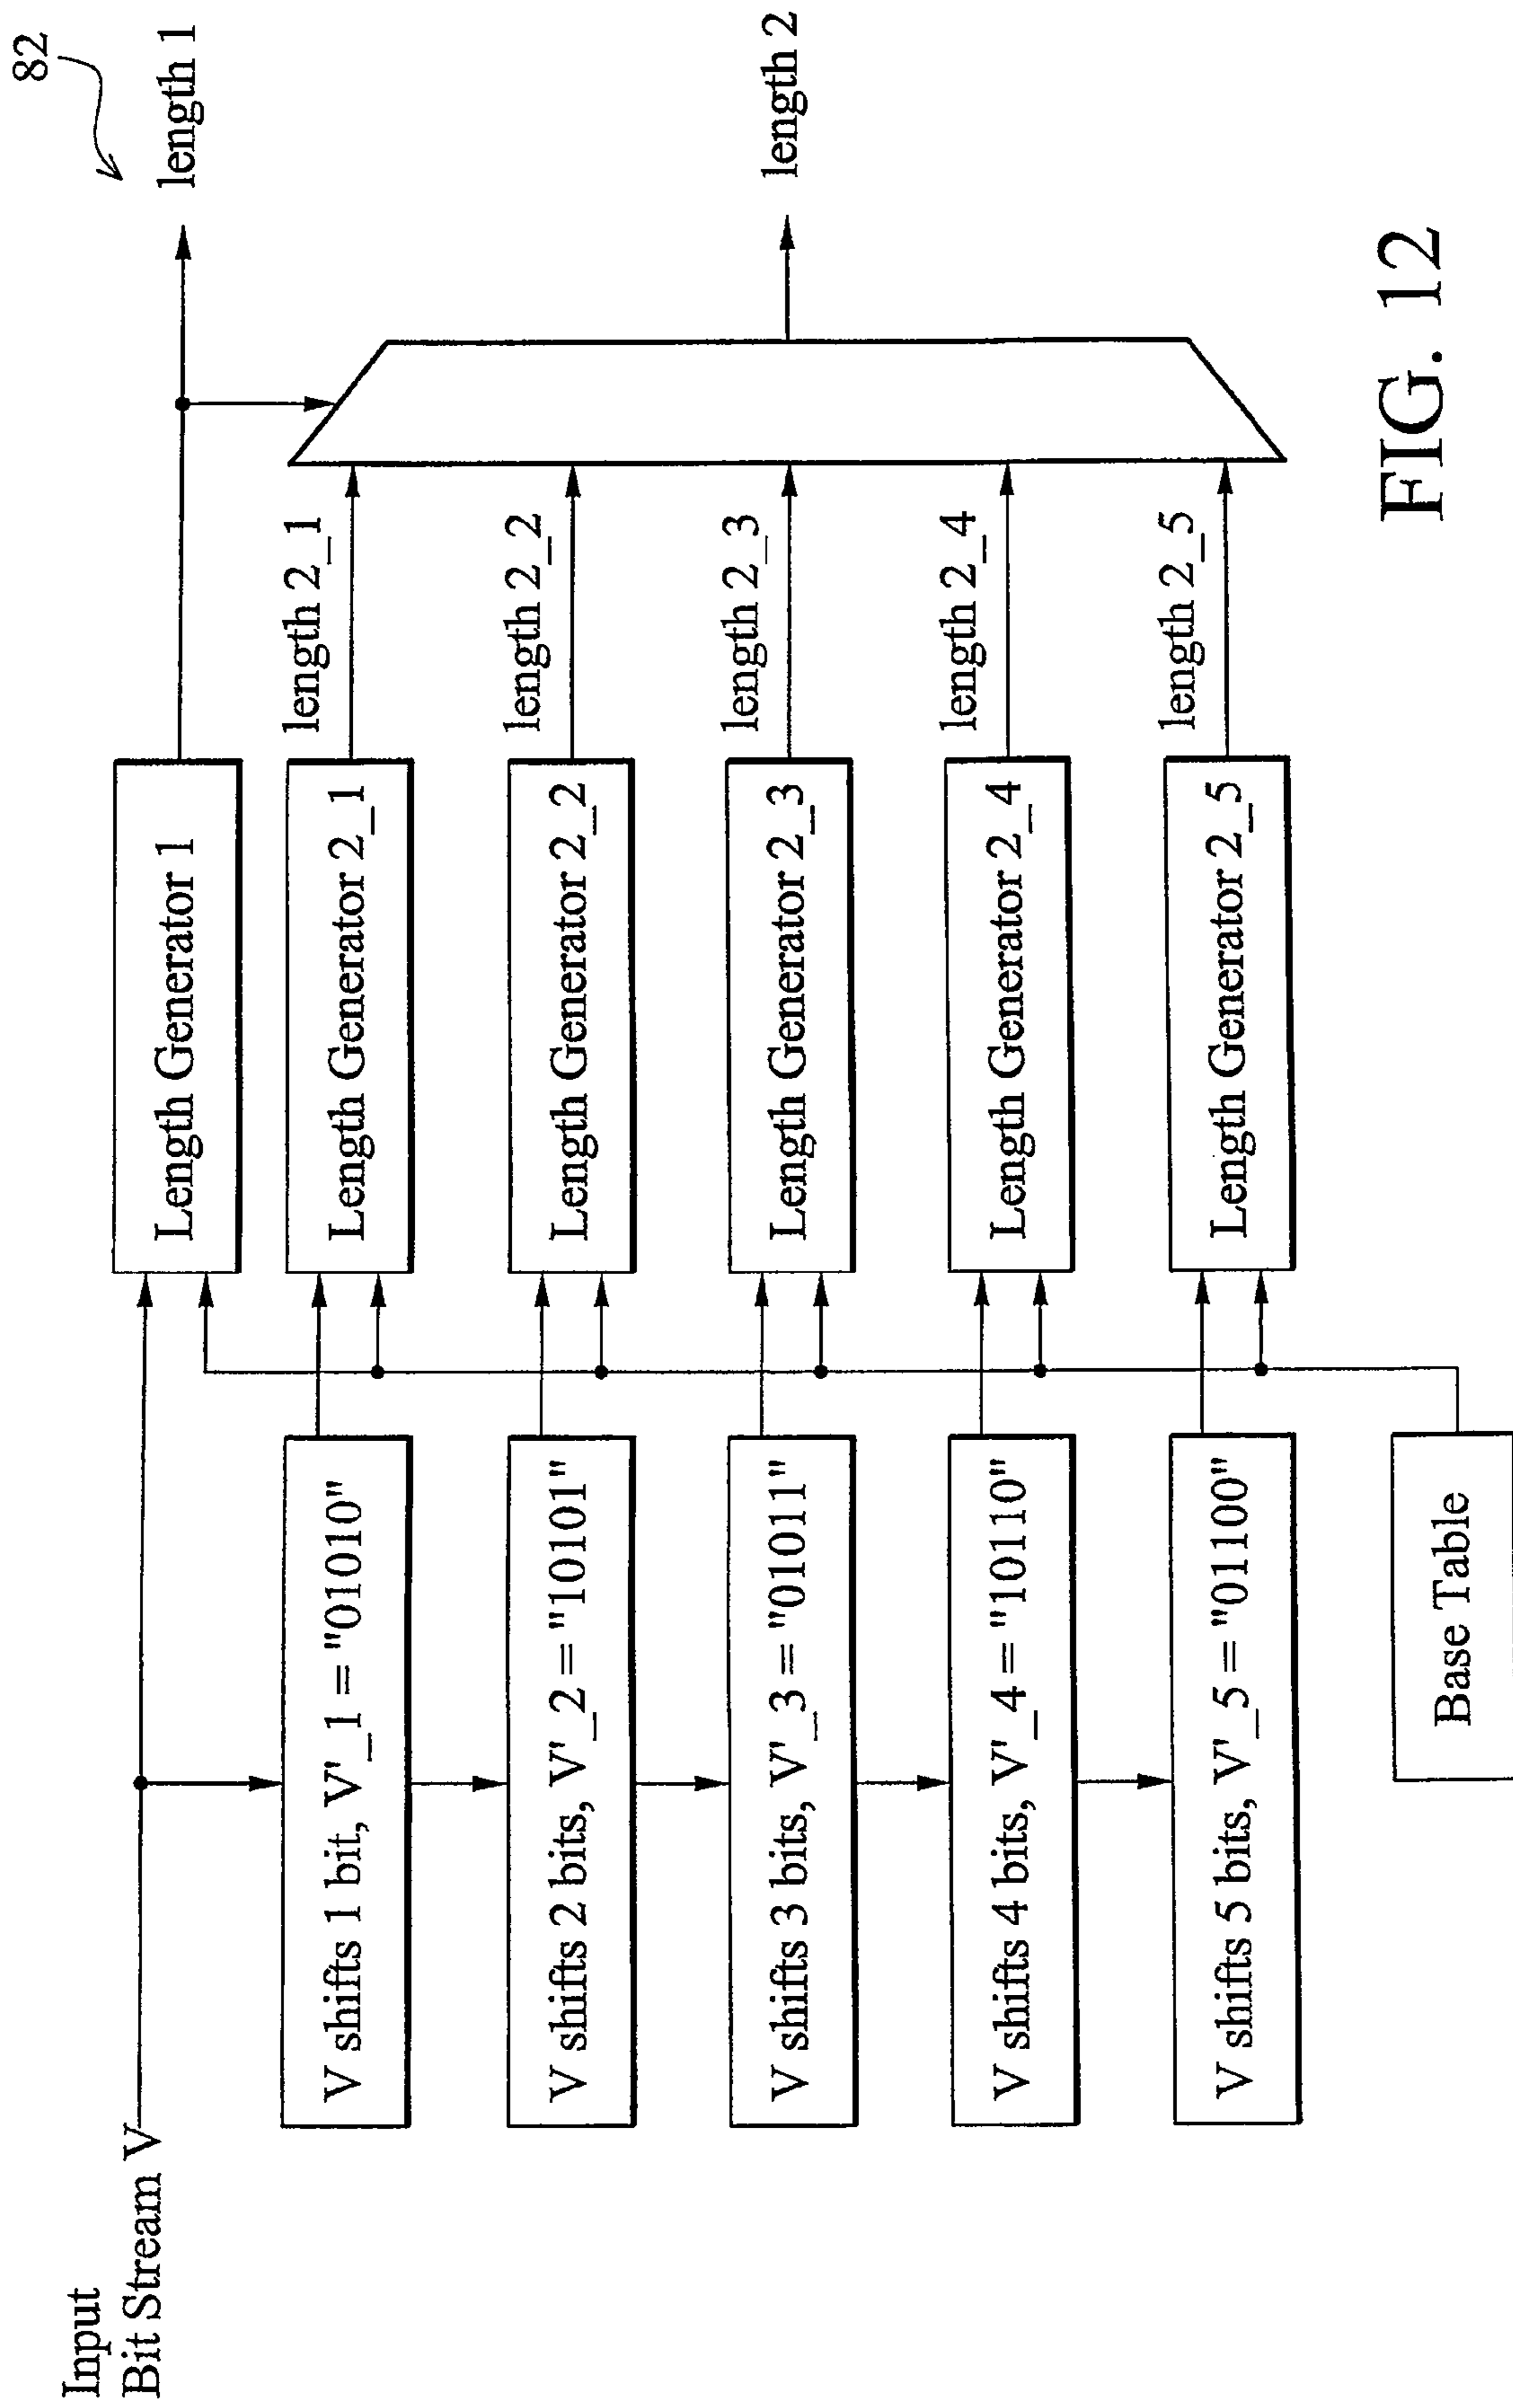 82
Input
Bit Stream V
length 1
Length Generator 1
V shifts 1 bit, V'_1 = "01010"
Length Generator 2_1
length 2_1
V shifts 2 bits, V'_2 = "10101"
Length Generator 2_2
length 2_2
V shifts 3 bits, V'_3 = "01011"
Length Generator 2_3
length 2_3
length 2
V shifts 4 bits, V'_4 = "10110"
Length Generator 2_4
length 2_4
V shifts 5 bits, V'_5 = "01100"
Length Generator 2_5
length 2_5
Base Table
FIG. 12